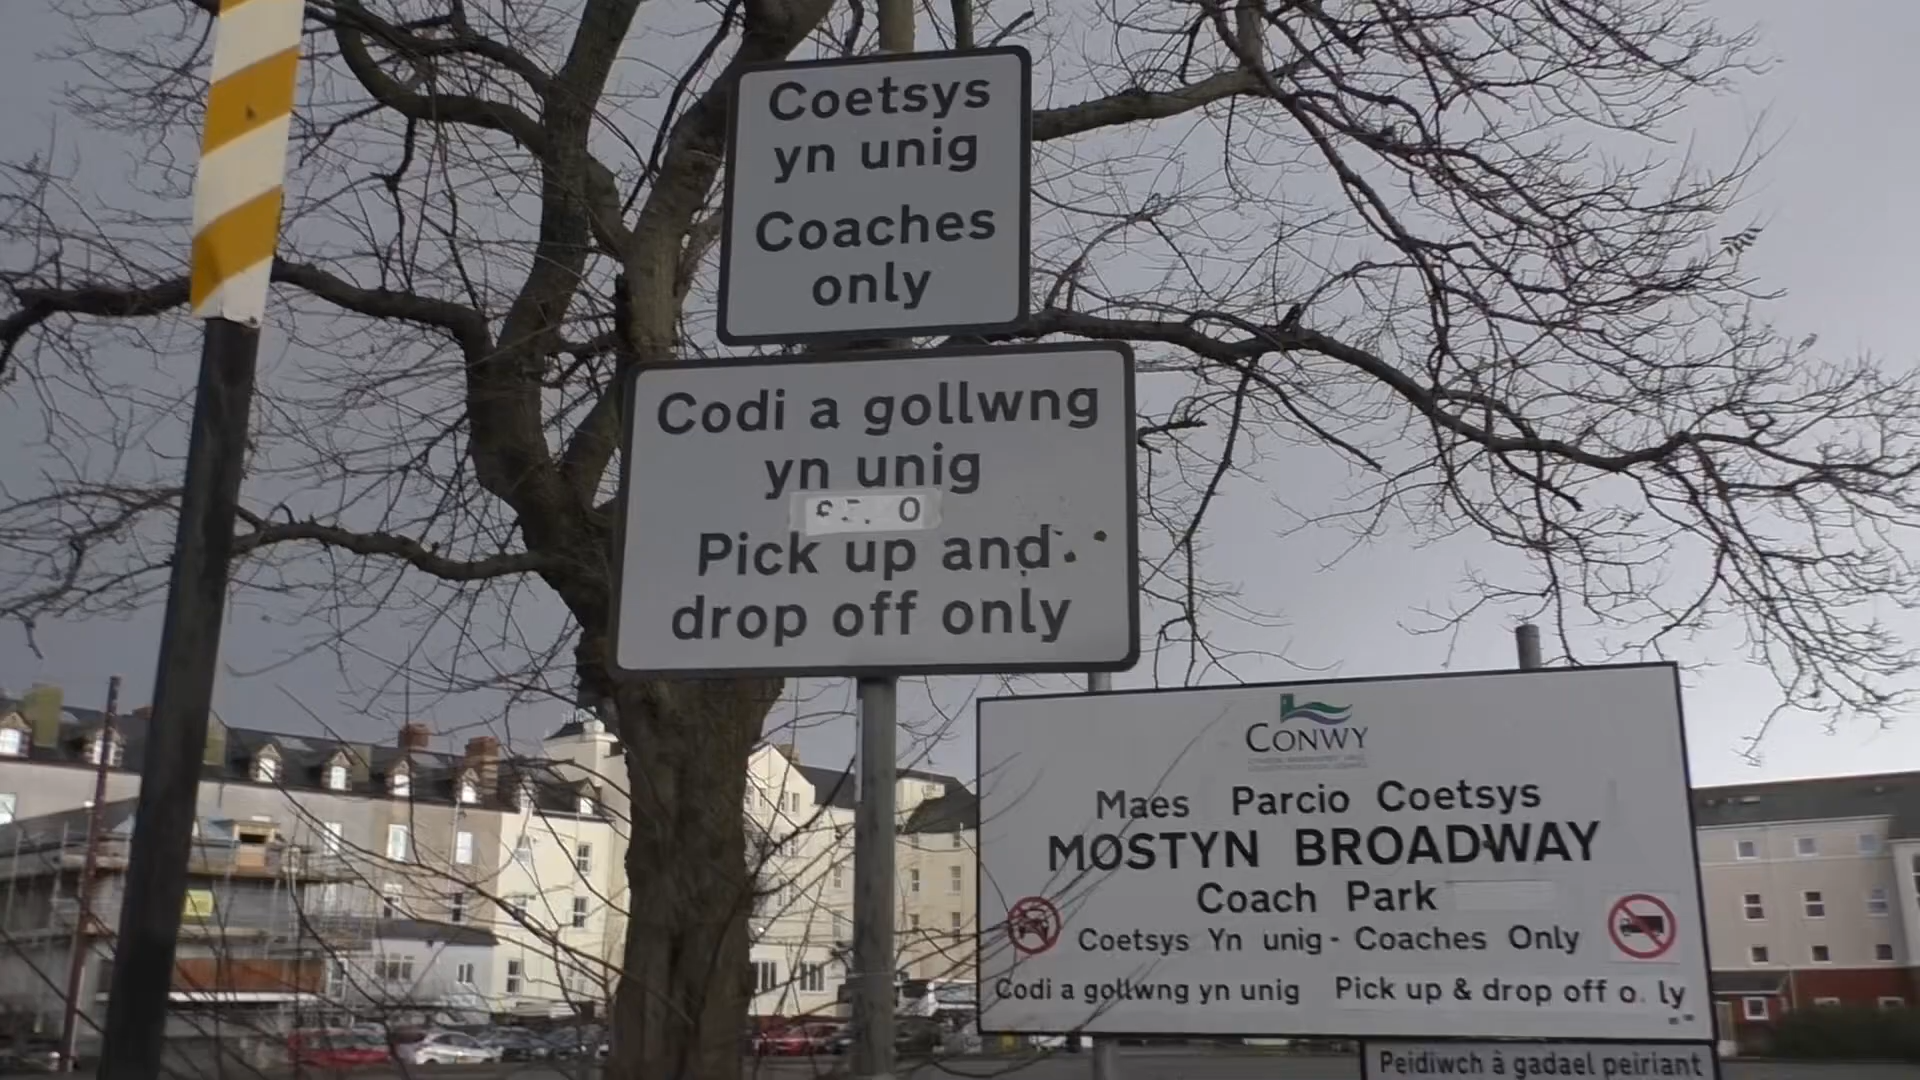 Coetsys
yn unig
Coaches
only
Codi a gollwng
yn unig
Pick up and
drop off only
CONWY
Maes Parcio Coetsys
MOSTYN BROADWAY
Coach Park
Coetsys Yn unig - Coaches Only
Codi a gollwng yn unig Pick up & drop off o. ly
Peidiwch à gadael peiriant